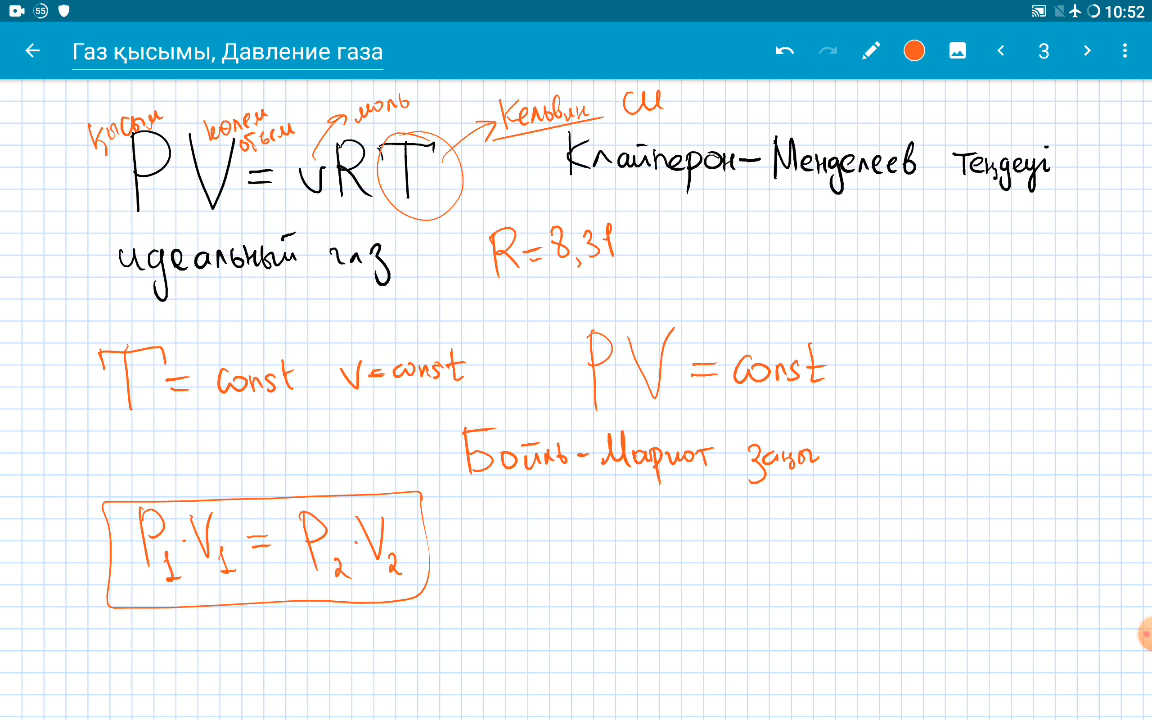 55
10:52
Газ қысымы, Давление газа
3
қысым көлем объем моль Кельвин СИ
PV = νRT Клайперон-Менделеев теңдеуі
идеальный газ R = 8,31
T = const ν = const PV = const
Бойль-Мариот заңы
P₁·V₁ = P₂·V₂